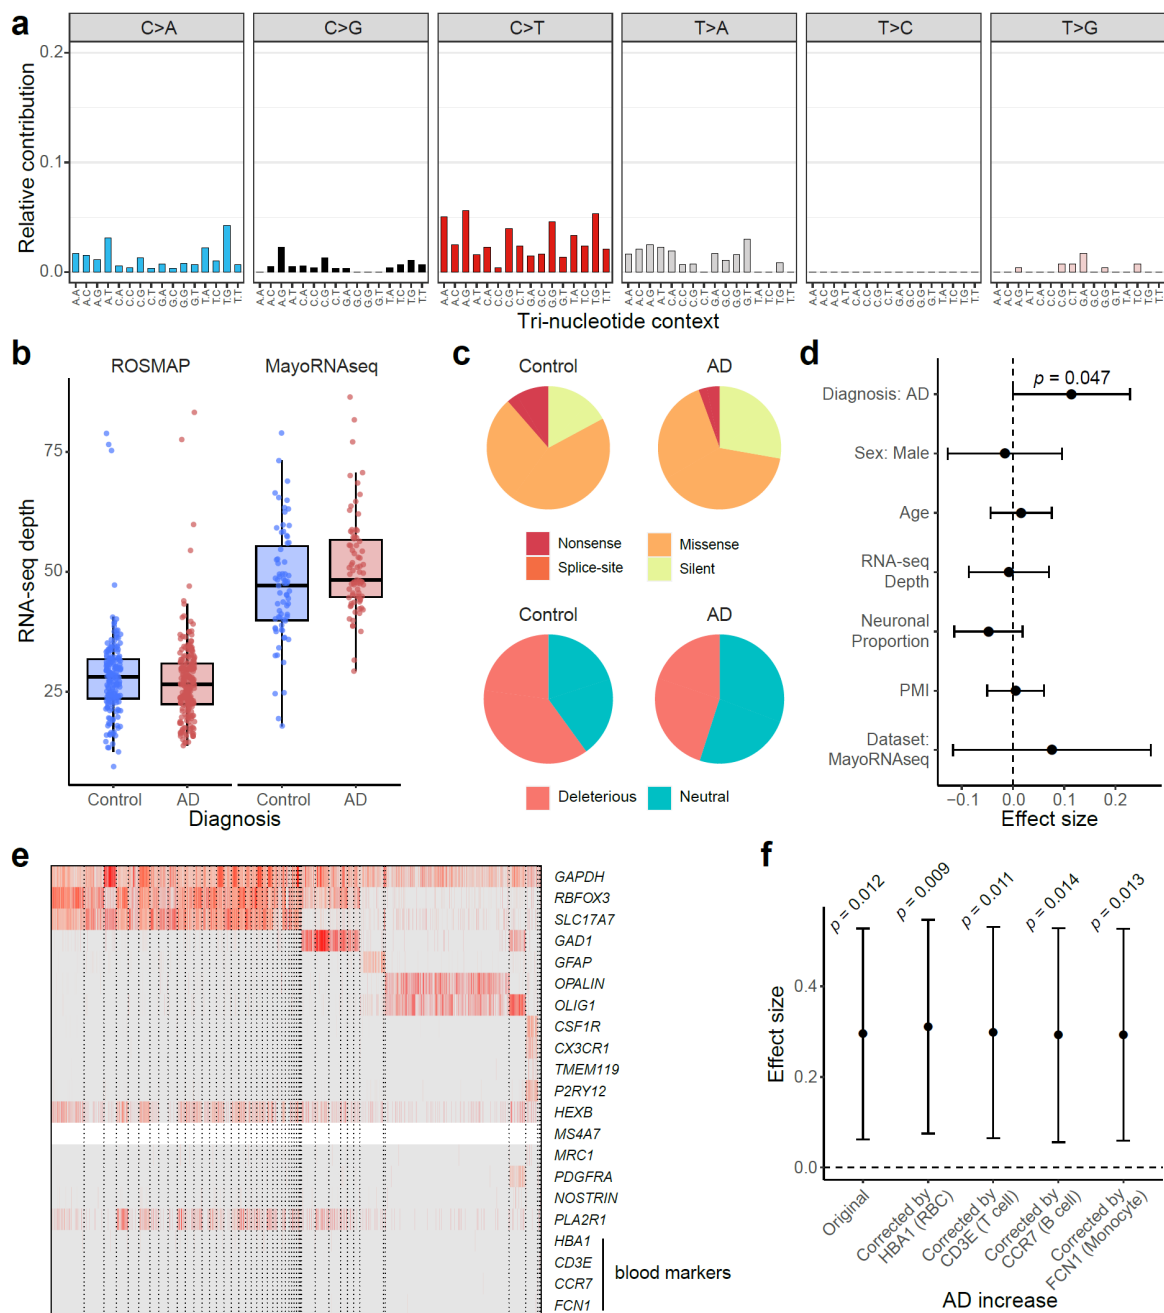 a
C>A
C>G
C>T
T>A
T>C
T>G
Relative contribution
0.2
0.1
0.0
A.A A.C A.G A.T C.A C.C C.G C.T G.A G.C G.G G.T T.A T.C T.G T.T
A.A A.C A.G A.T C.A C.C C.G C.T G.A G.C G.G G.T T.A T.C T.G T.T
A.A A.C A.G A.T C.A C.C C.G C.T G.A G.C G.G G.T T.A T.C T.G T.T
A.A A.C A.G A.T C.A C.C C.G C.T G.A G.C G.G G.T T.A T.C T.G T.T
A.A A.C A.G A.T C.A C.C C.G C.T G.A G.C G.G G.T T.A T.C T.G T.T
A.A A.C A.G A.T C.A C.C C.G C.T G.A G.C G.G G.T T.A T.C T.G T.T
Tri-nucleotide context
b
ROSMAP
MayoRNAseq
RNA-seq depth
75
50
25
Control
AD
Control
AD
Diagnosis
c
Control
AD
Nonsense
Missense
Splice-site
Silent
Control
AD
Deleterious
Neutral
d
p = 0.047
Diagnosis: AD
Sex: Male
Age
RNA-seq
Depth
Neuronal
Proportion
PMI
Dataset:
MayoRNAseq
−0.1
0.0
0.1
0.2
Effect size
e
GAPDH
RBFOX3
SLC17A7
GAD1
GFAP
OPALIN
OLIG1
CSF1R
CX3CR1
TMEM119
P2RY12
HEXB
MS4A7
MRC1
PDGFRA
NOSTRIN
PLA2R1
HBA1
CD3E
CCR7
FCN1
blood markers
f
p = 0.012
p = 0.009
p = 0.011
p = 0.014
p = 0.013
Effect size
0.4
0.2
0.0
Original
Corrected by
HBA1 (RBC)
Corrected by
CD3E (T cell)
Corrected by
CCR7 (B cell)
Corrected by
FCN1 (Monocyte)
AD increase